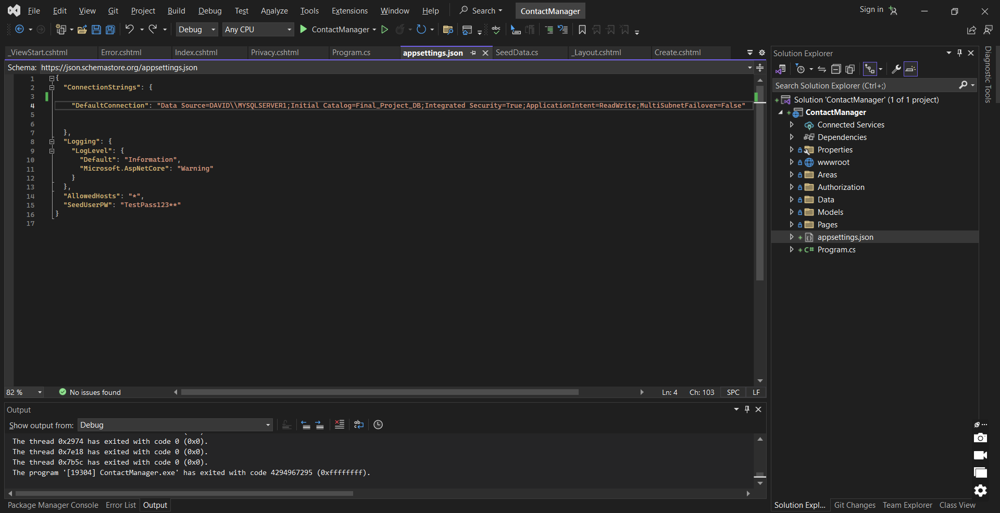 File Edit View Git Project Build Debug Test Analyze Tools Extensions Window Help Search ContactManager Sign in
Debug Any CPU ContactManager
_ViewStart.cshtml Error.cshtml Index.cshtml Privacy.cshtml Program.cs appsettings.json SeedData.cs _Layout.cshtml Create.cshtml
Schema: https://json.schemastore.org/appsettings.json
1 {
2 "ConnectionStrings": {
3
4 "DefaultConnection": "Data Source=DAVID\\MYSQLSERVER1;Initial Catalog=Final_Project_DB;Integrated Security=True;ApplicationIntent=ReadWrite;MultiSubnetFailover=False"
5
6
7 },
8 "Logging": {
9 "LogLevel": {
10 "Default": "Information",
11 "Microsoft.AspNetCore": "Warning"
12 }
13 },
14 "AllowedHosts": "*",
15 "SeedUserPW": "TestPass123**"
16 }
17
82 % No issues found Ln: 4 Ch: 103 SPC LF
Output
Show output from: Debug
The thread 0x2974 has exited with code 0 (0x0).
The thread 0x7e18 has exited with code 0 (0x0).
The thread 0x7b5c has exited with code 0 (0x0).
The program '[19304] ContactManager.exe' has exited with code 4294967295 (0xffffffff).
Package Manager Console Error List Output
Solution Explorer
Search Solution Explorer (Ctrl+;)
Solution 'ContactManager' (1 of 1 project)
ContactManager
Connected Services
Dependencies
Properties
wwwroot
Areas
Authorization
Data
Models
Pages
appsettings.json
C# Program.cs
Solution Expl... Git Changes Team Explorer Class View
Diagnostic Tools